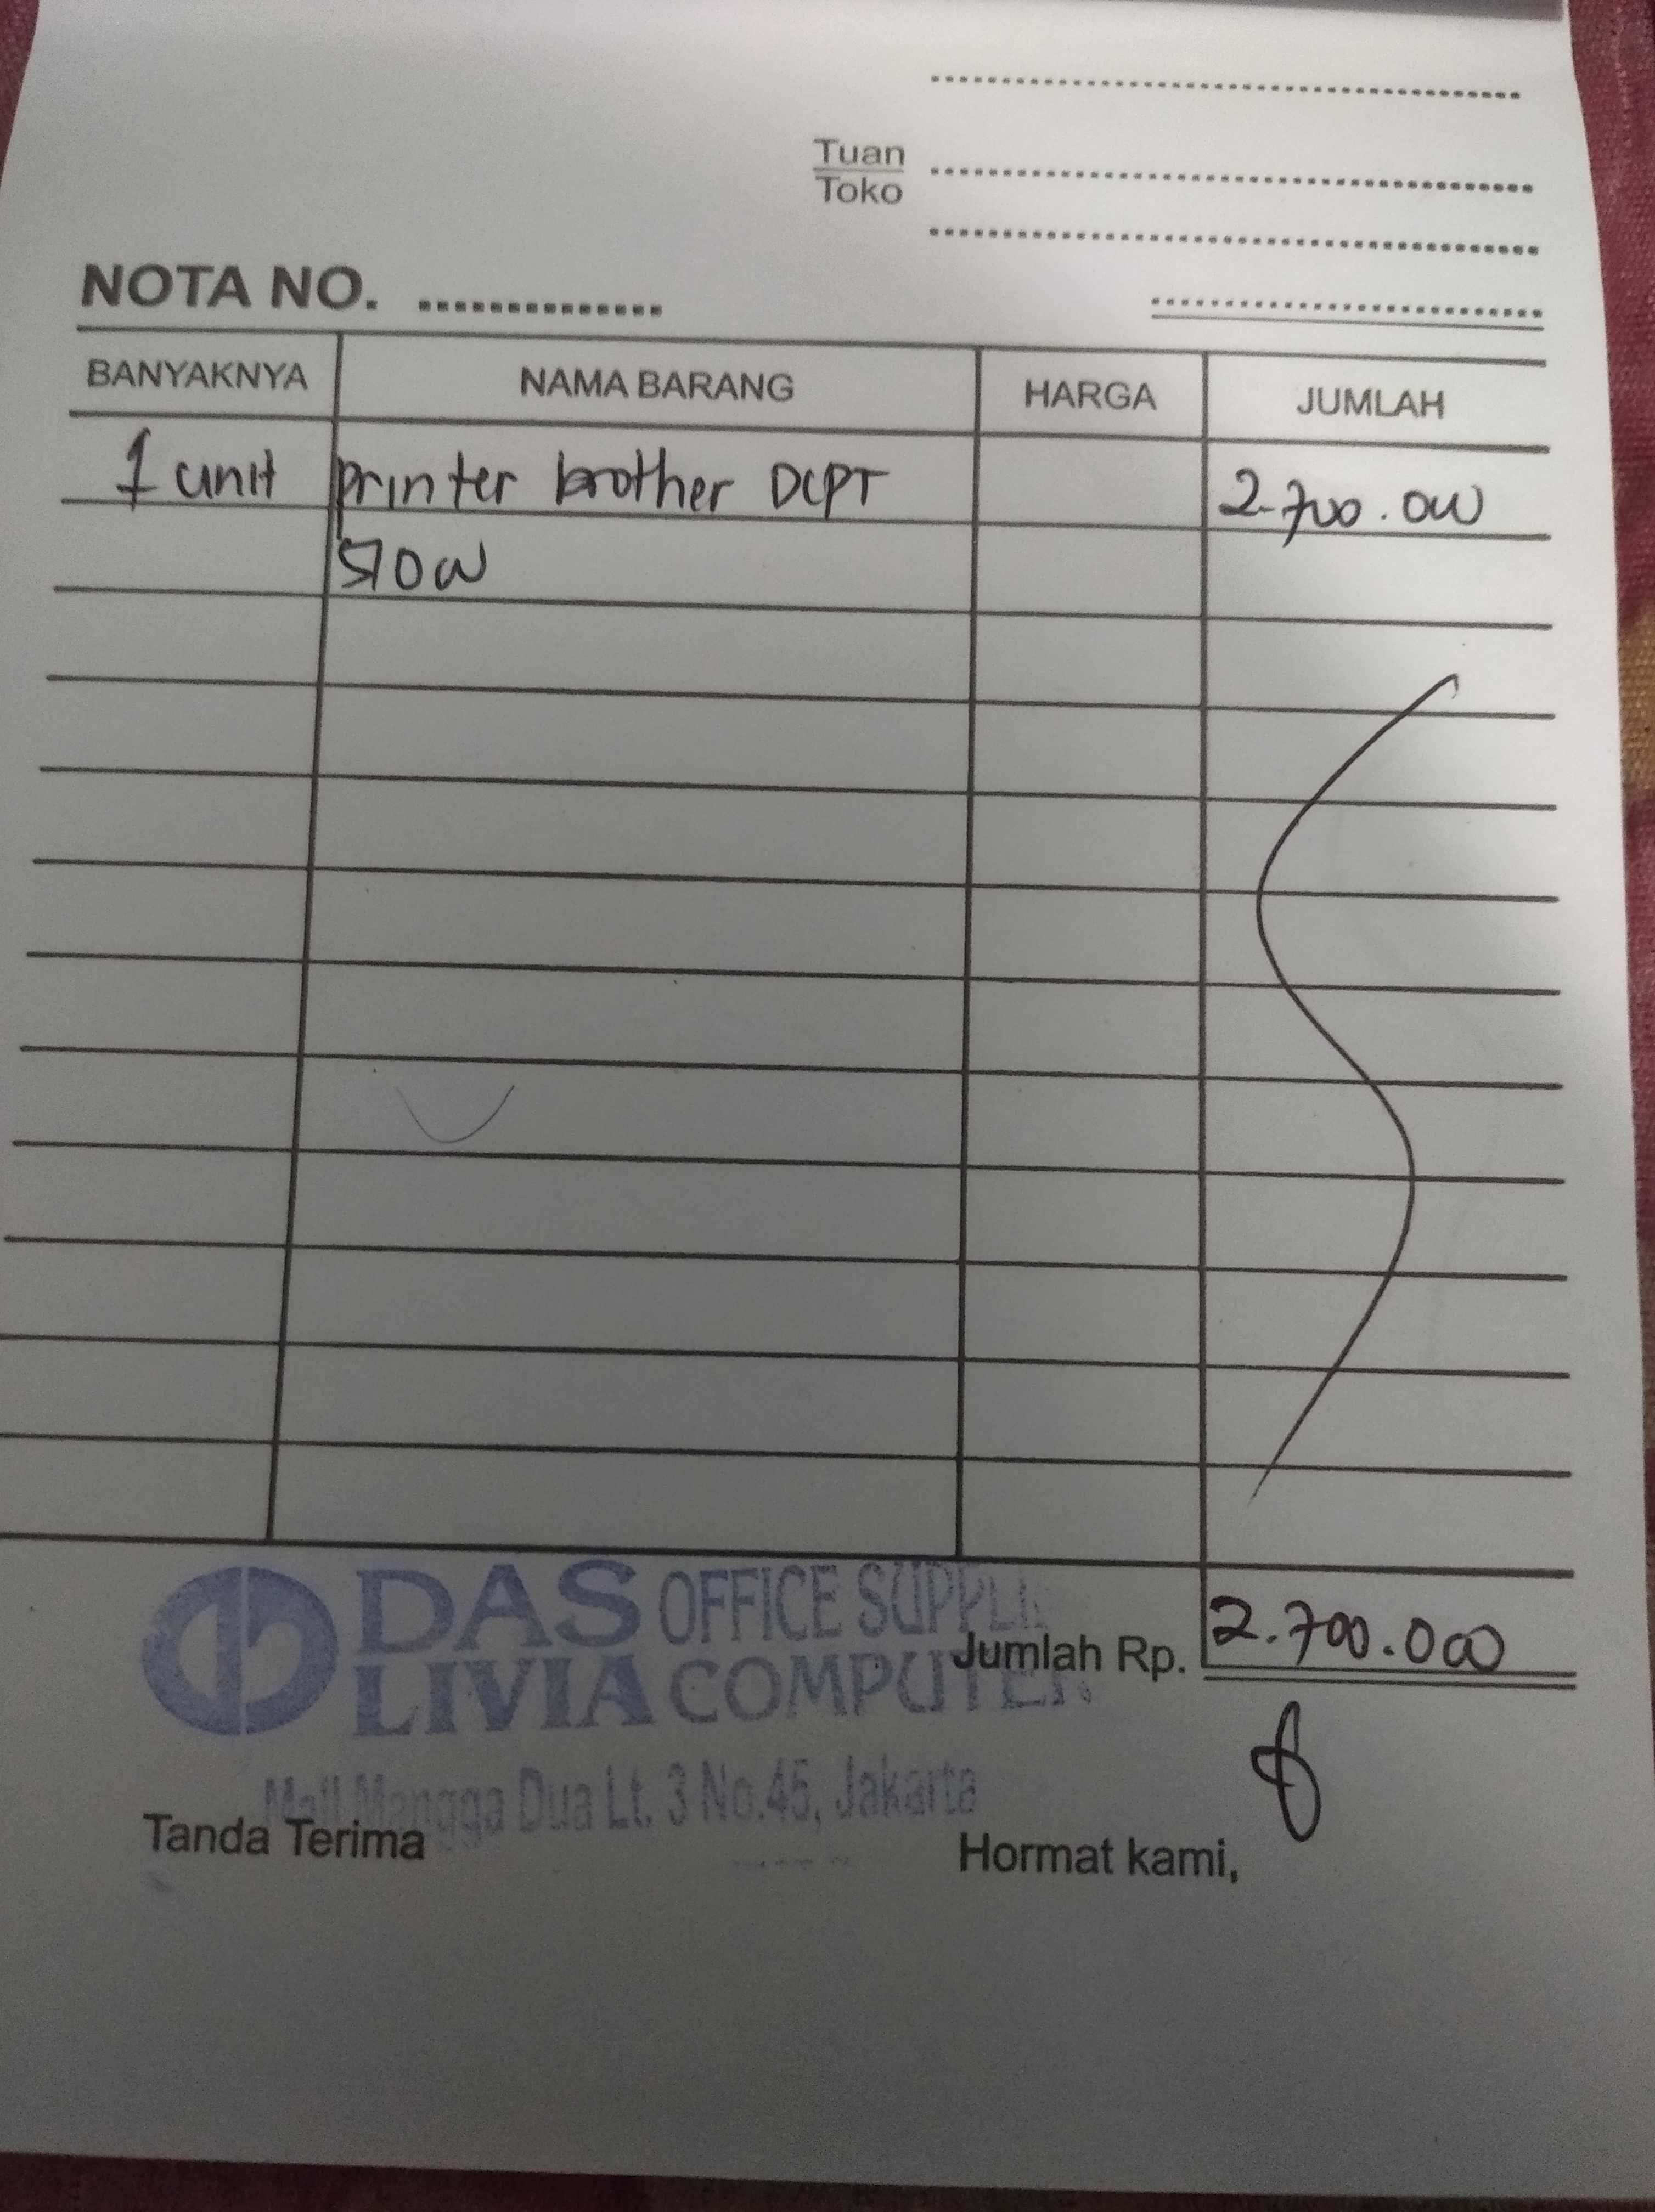 Tuan
Toko
NOTA NO.
BANYAKNYA NAMA BARANG HARGA JUMLAH
1 unit printer brother DCPT 2.700.000
510W
DAS OFFICE SUPPLI
Jumlah Rp. 2.700.000
LIVIA COMPUTER
Mall Mangga Dua Lt. 3 No.45, Jakarta
Tanda Terima Hormat kami,